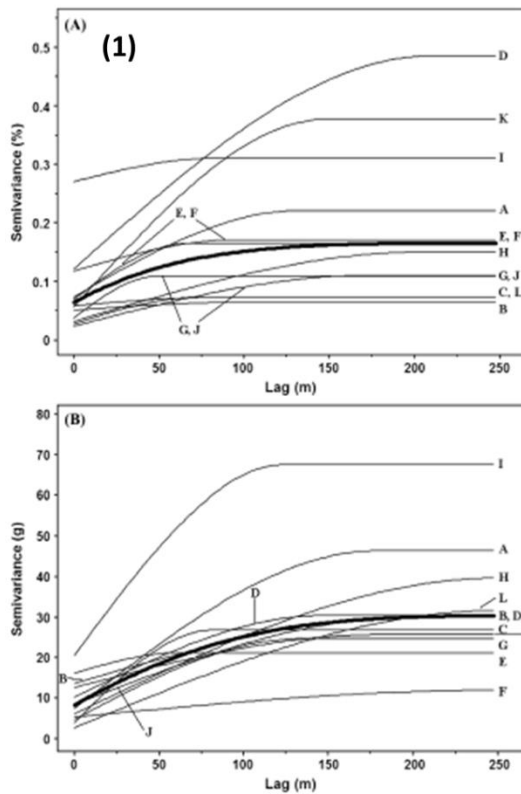 (A)
(1)
0.5
0.4
0.3
0.2
0.1
0
Semivariance (%)
D
K
I
A
E, F
E, F
H
G, J
C, L
B
G, J
0 50 100 150 200 250
Lag (m)
(B)
80
70
60
50
40
30
20
10
0
Semivariance (g)
I
A
H
L
D
B, D
C
G
E
F
B
J
0 50 100 150 200 250
Lag (m)